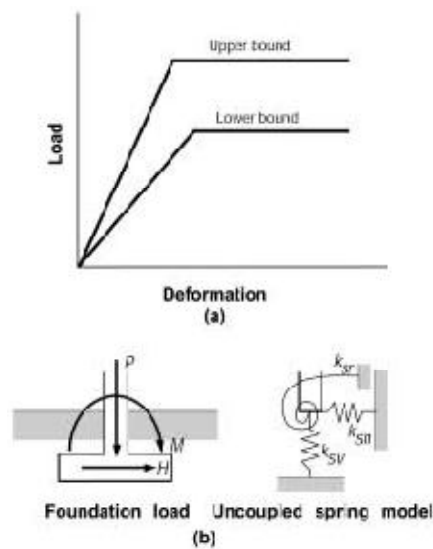 Upper bound
Lower bound
Load
Deformation
(a)
P
M
H
k_sr
k_sh
k_sv
Foundation load Uncoupled spring model
(b)